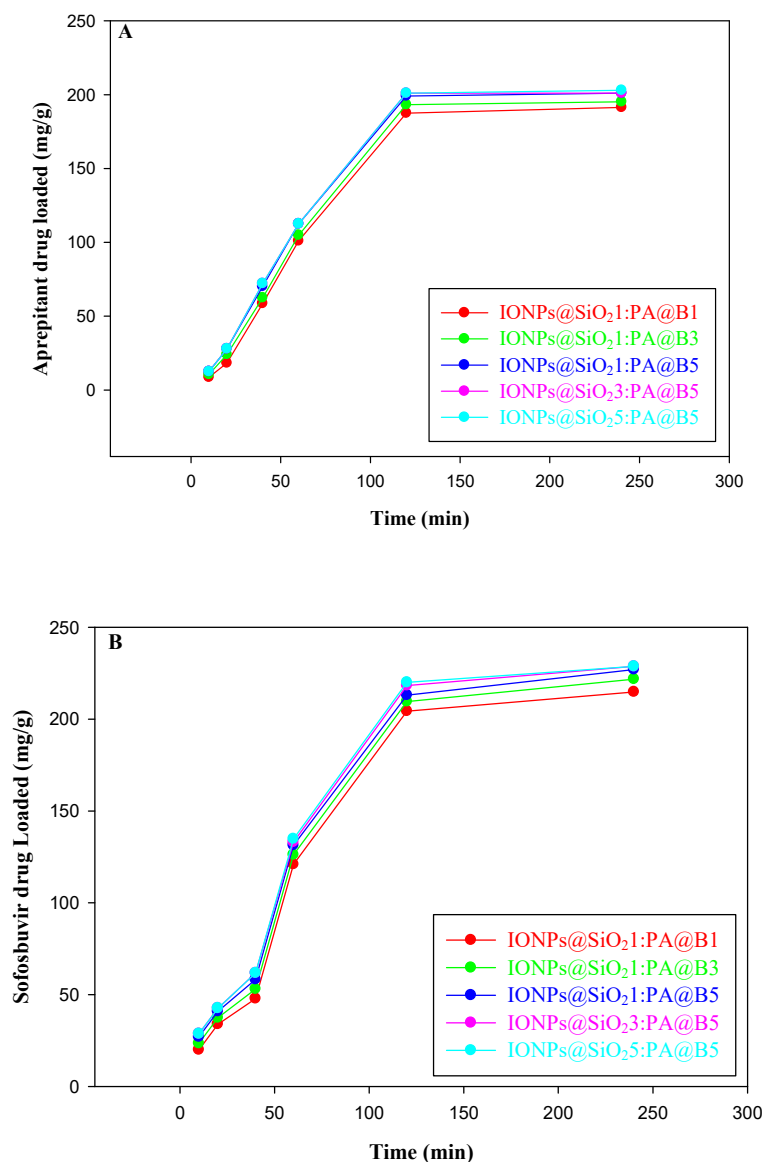 A
250
200
150
100
50
0
Aprepitant drug loaded (mg/g)
IONPs@SiO₂1:PA@B1
IONPs@SiO₂1:PA@B3
IONPs@SiO₂1:PA@B5
IONPs@SiO₂3:PA@B5
IONPs@SiO₂5:PA@B5
0 50 100 150 200 250 300
Time (min)
B
250
200
150
100
50
0
Sofosbuvir drug Loaded (mg/g)
IONPs@SiO₂1:PA@B1
IONPs@SiO₂1:PA@B3
IONPs@SiO₂1:PA@B5
IONPs@SiO₂3:PA@B5
IONPs@SiO₂5:PA@B5
0 50 100 150 200 250 300
Time (min)